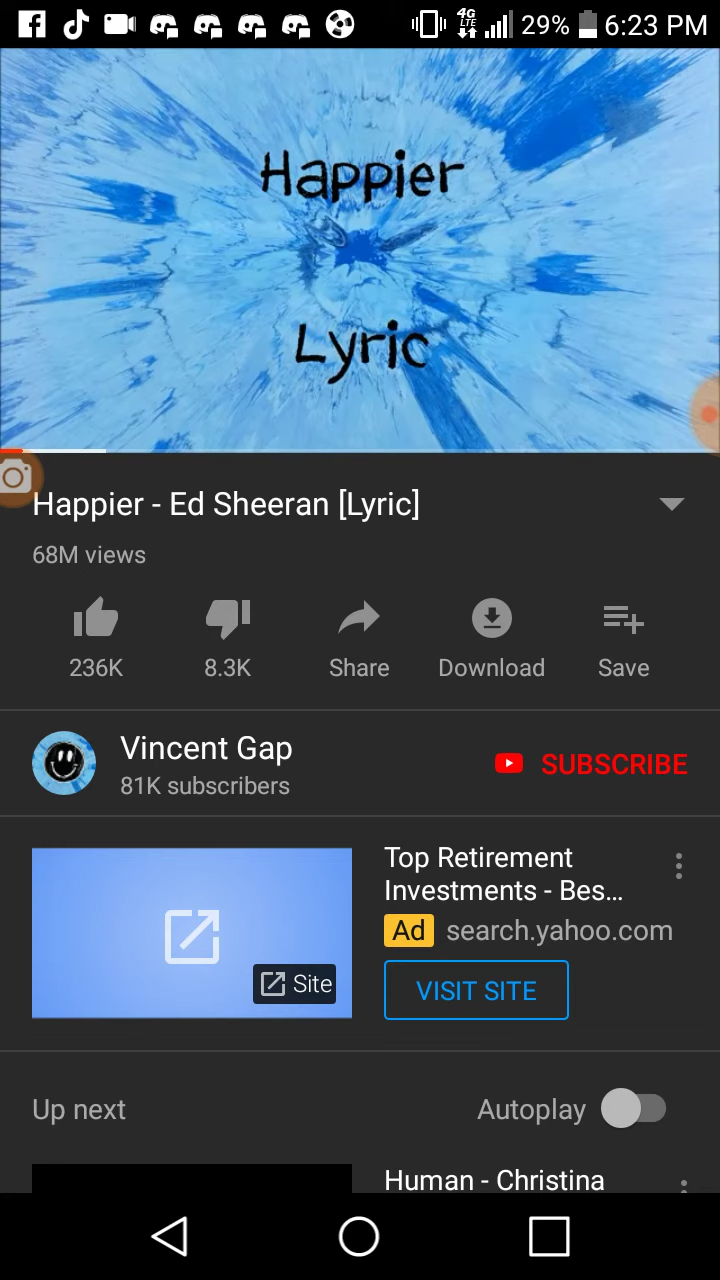 4G
LTE
29% 6:23 PM
Happier
Lyric
Happier - Ed Sheeran [Lyric]
68M views
236K 8.3K Share Download Save
Vincent Gap
81K subscribers
SUBSCRIBE
Top Retirement
Investments - Bes...
Ad search.yahoo.com
Site
VISIT SITE
Up next Autoplay
Human - Christina